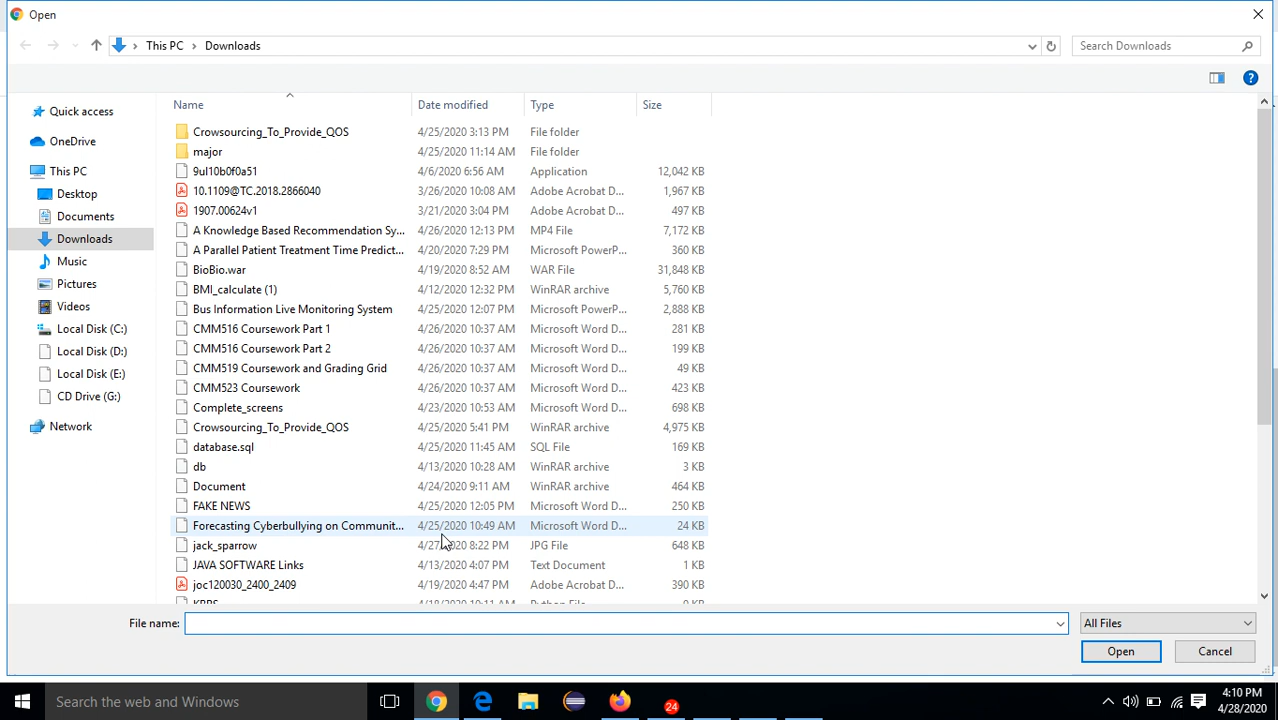 Open
This PC > Downloads
Search Downloads
Name Date modified Type Size
Quick access
OneDrive
This PC
Desktop
Documents
Downloads
Music
Pictures
Videos
Local Disk (C:)
Local Disk (D:)
Local Disk (E:)
CD Drive (G:)
Network
Crowsourcing_To_Provide_QOS 4/25/2020 3:13 PM File folder
major 4/25/2020 11:14 AM File folder
9ul10b0f0a51 4/6/2020 6:56 AM Application 12,042 KB
10.1109@TC.2018.2866040 3/26/2020 10:08 AM Adobe Acrobat D... 1,967 KB
1907.00624v1 3/21/2020 3:04 PM Adobe Acrobat D... 497 KB
A Knowledge Based Recommendation Sy... 4/26/2020 12:13 PM MP4 File 7,172 KB
A Parallel Patient Treatment Time Predict... 4/20/2020 7:29 PM Microsoft PowerP... 360 KB
BioBio.war 4/19/2020 8:52 AM WAR File 31,848 KB
BMI_calculate (1) 4/12/2020 12:32 PM WinRAR archive 5,760 KB
Bus Information Live Monitoring System 4/25/2020 12:07 PM Microsoft PowerP... 2,888 KB
CMM516 Coursework Part 1 4/26/2020 10:37 AM Microsoft Word D... 281 KB
CMM516 Coursework Part 2 4/26/2020 10:37 AM Microsoft Word D... 199 KB
CMM519 Coursework and Grading Grid 4/26/2020 10:37 AM Microsoft Word D... 49 KB
CMM523 Coursework 4/26/2020 10:37 AM Microsoft Word D... 423 KB
Complete_screens 4/23/2020 10:53 AM Microsoft Word D... 698 KB
Crowsourcing_To_Provide_QOS 4/25/2020 5:41 PM WinRAR archive 4,975 KB
database.sql 4/25/2020 11:45 AM SQL File 169 KB
db 4/13/2020 10:28 AM WinRAR archive 3 KB
Document 4/24/2020 9:11 AM WinRAR archive 464 KB
FAKE NEWS 4/25/2020 12:05 PM Microsoft Word D... 250 KB
Forecasting Cyberbullying on Communit... 4/25/2020 10:49 AM Microsoft Word D... 24 KB
jack_sparrow 4/27/2020 8:22 PM JPG File 648 KB
JAVA SOFTWARE Links 4/13/2020 4:07 PM Text Document 1 KB
joc120030_2400_2409 4/19/2020 4:47 PM Adobe Acrobat D... 390 KB
File name:
All Files
Open
Cancel
Search the web and Windows
24
4:10 PM
4/28/2020